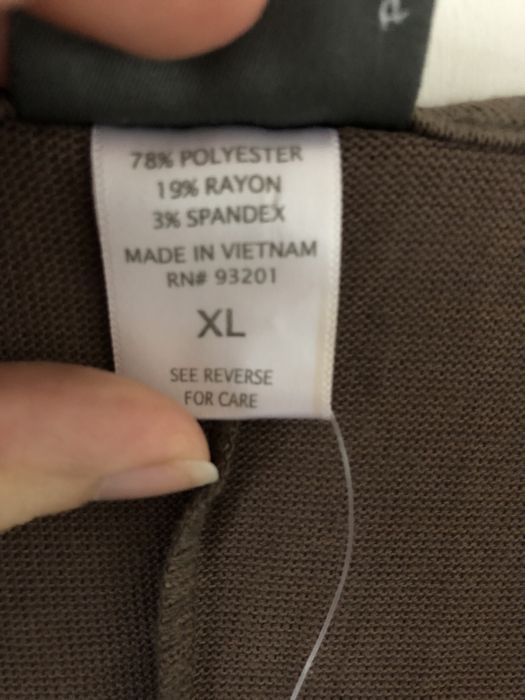 78% POLYESTER
19% RAYON
3% SPANDEX
MADE IN VIETNAM
RN# 93201
XL
SEE REVERSE
FOR CARE